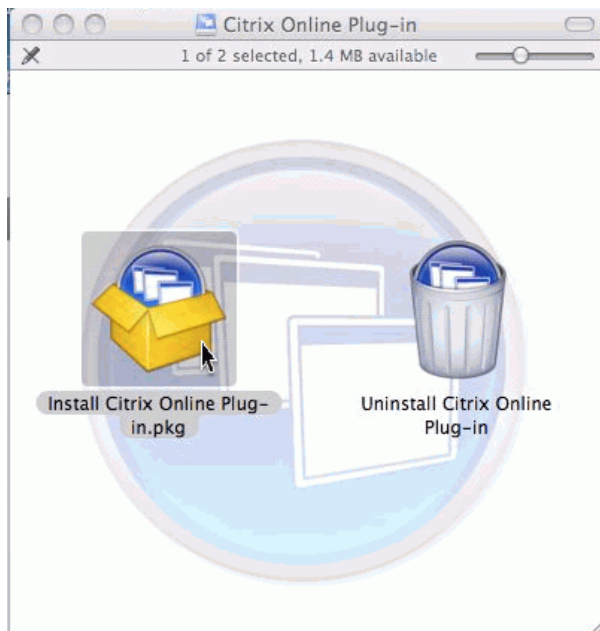 Citrix Online Plug-in
1 of 2 selected, 1.4 MB available
Install Citrix Online Plug-
in.pkg
Uninstall Citrix Online
Plug-in